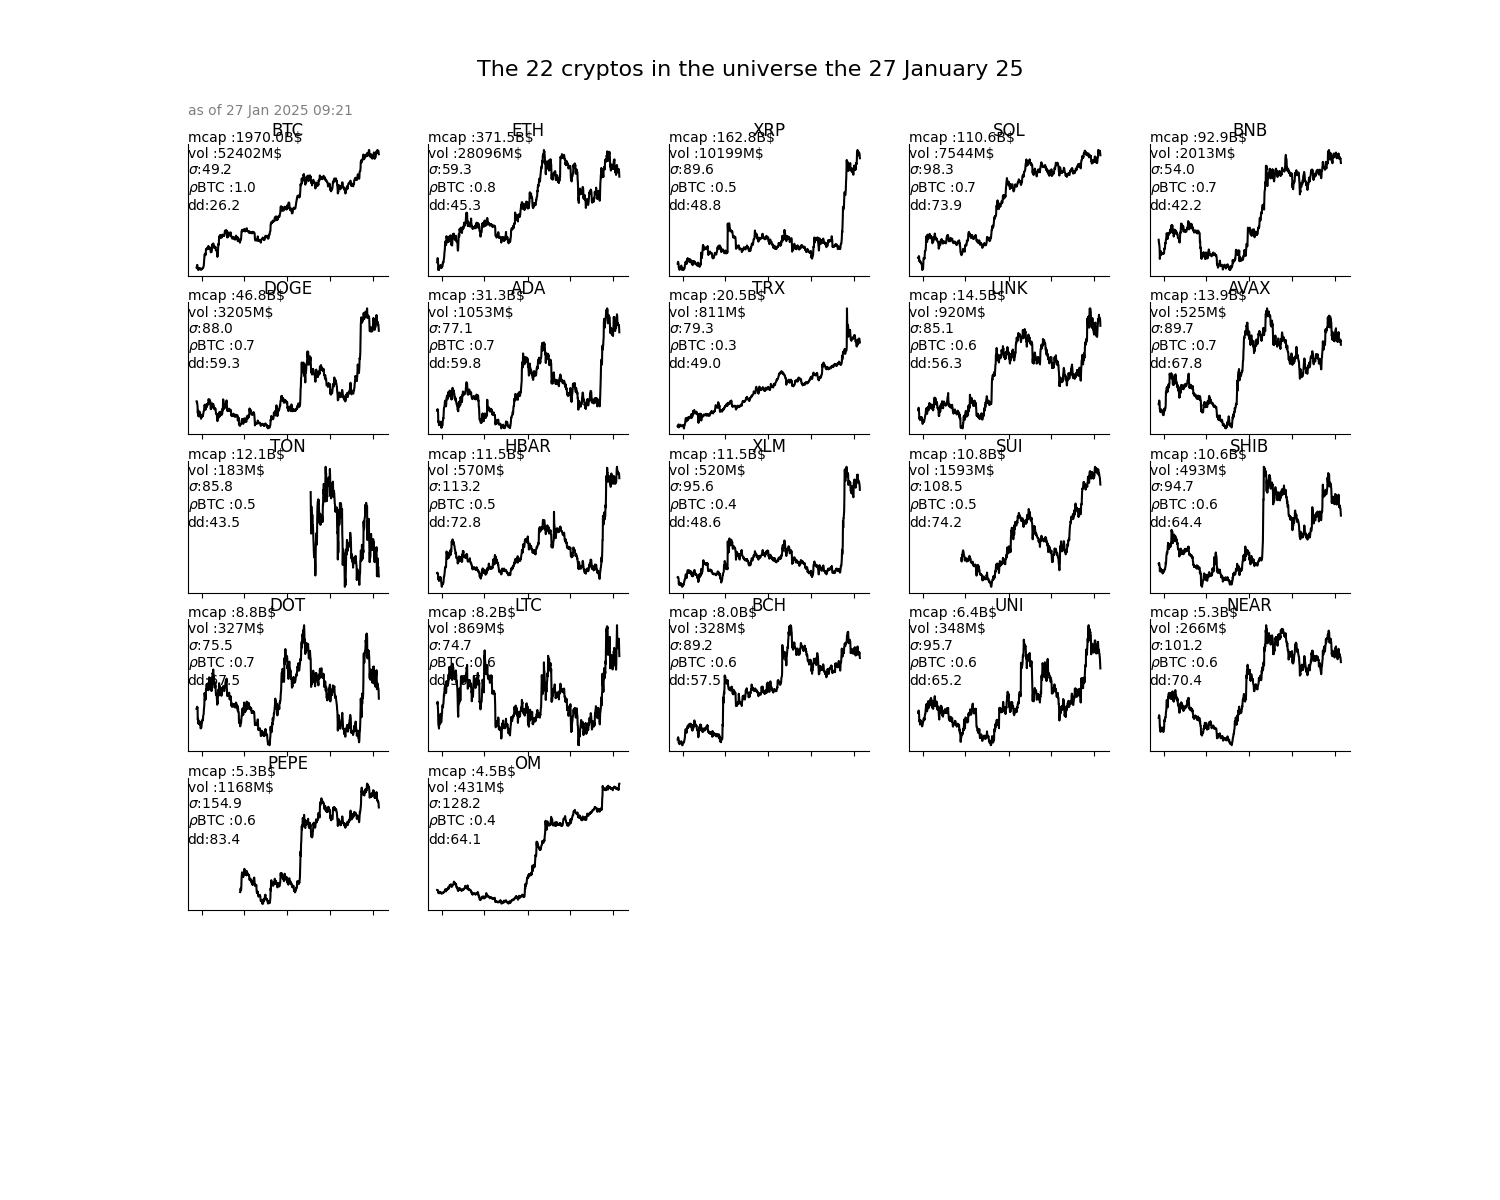 The 22 cryptos in the universe the 27 January 25
as of 27 Jan 2025 09:21
BTC
mcap :1970.0B$
vol :52402M$
σ:49.2
ρBTC :1.0
dd:26.2
ETH
mcap :371.5B$
vol :28096M$
σ:59.3
ρBTC :0.8
dd:45.3
XRP
mcap :162.8B$
vol :10199M$
σ:89.6
ρBTC :0.5
dd:48.8
SOL
mcap :110.6B$
vol :7544M$
σ:98.3
ρBTC :0.7
dd:73.9
BNB
mcap :92.9B$
vol :2013M$
σ:54.0
ρBTC :0.7
dd:42.2
DOGE
mcap :46.8B$
vol :3205M$
σ:88.0
ρBTC :0.7
dd:59.3
ADA
mcap :31.3B$
vol :1053M$
σ:77.1
ρBTC :0.7
dd:59.8
TRX
mcap :20.5B$
vol :811M$
σ:79.3
ρBTC :0.3
dd:49.0
LINK
mcap :14.5B$
vol :920M$
σ:85.1
ρBTC :0.6
dd:56.3
AVAX
mcap :13.9B$
vol :525M$
σ:89.7
ρBTC :0.7
dd:67.8
TON
mcap :12.1B$
vol :183M$
σ:85.8
ρBTC :0.5
dd:43.5
HBAR
mcap :11.5B$
vol :570M$
σ:113.2
ρBTC :0.5
dd:72.8
XLM
mcap :11.5B$
vol :520M$
σ:95.6
ρBTC :0.4
dd:48.6
SUI
mcap :10.8B$
vol :1593M$
σ:108.5
ρBTC :0.5
dd:74.2
SHIB
mcap :10.6B$
vol :493M$
σ:94.7
ρBTC :0.6
dd:64.4
DOT
mcap :8.8B$
vol :327M$
σ:75.5
ρBTC :0.7
LTC
mcap :8.2B$
vol :869M$
σ:74.7
ρBTC :0.6
BCH
mcap :8.0B$
vol :328M$
σ:89.2
ρBTC :0.6
dd:57.5
UNI
mcap :6.4B$
vol :348M$
σ:95.7
ρBTC :0.6
dd:65.2
NEAR
mcap :5.3B$
vol :266M$
σ:101.2
ρBTC :0.6
dd:70.4
PEPE
mcap :5.3B$
vol :1168M$
σ:154.9
ρBTC :0.6
dd:83.4
OM
mcap :4.5B$
vol :431M$
σ:128.2
ρBTC :0.4
dd:64.1